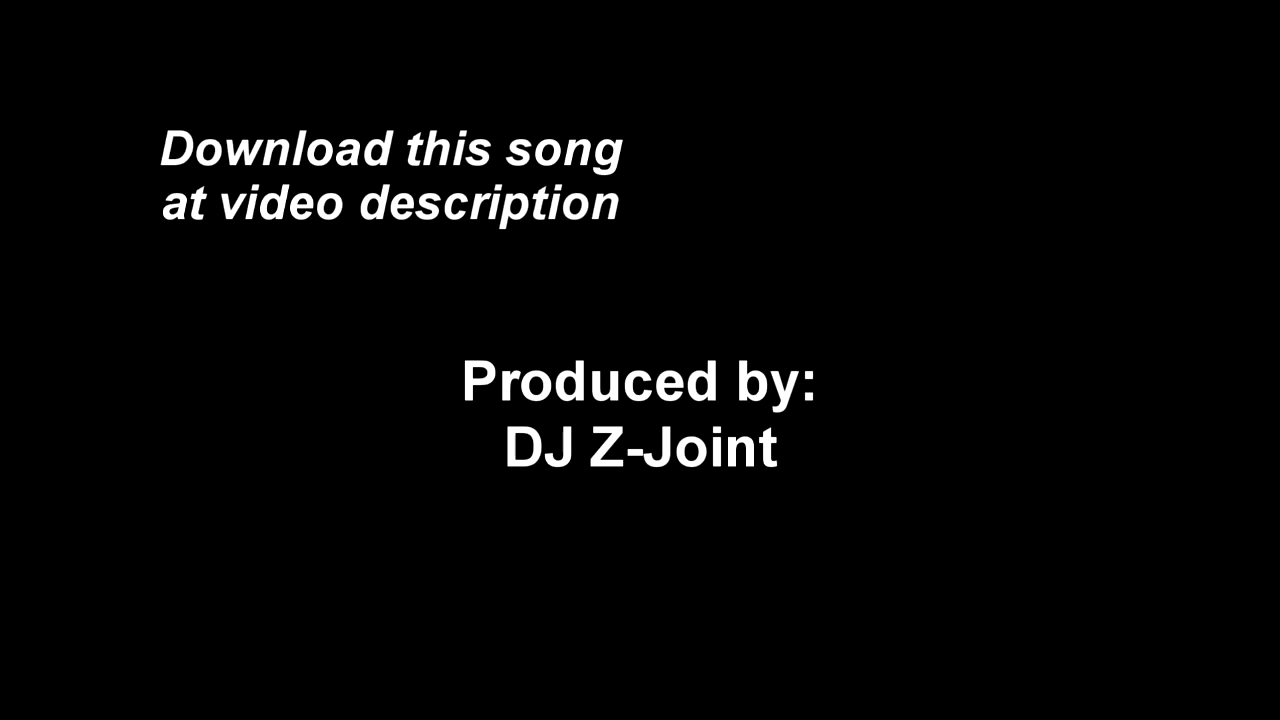 Download this song
at video description
Produced by:
DJ Z-Joint